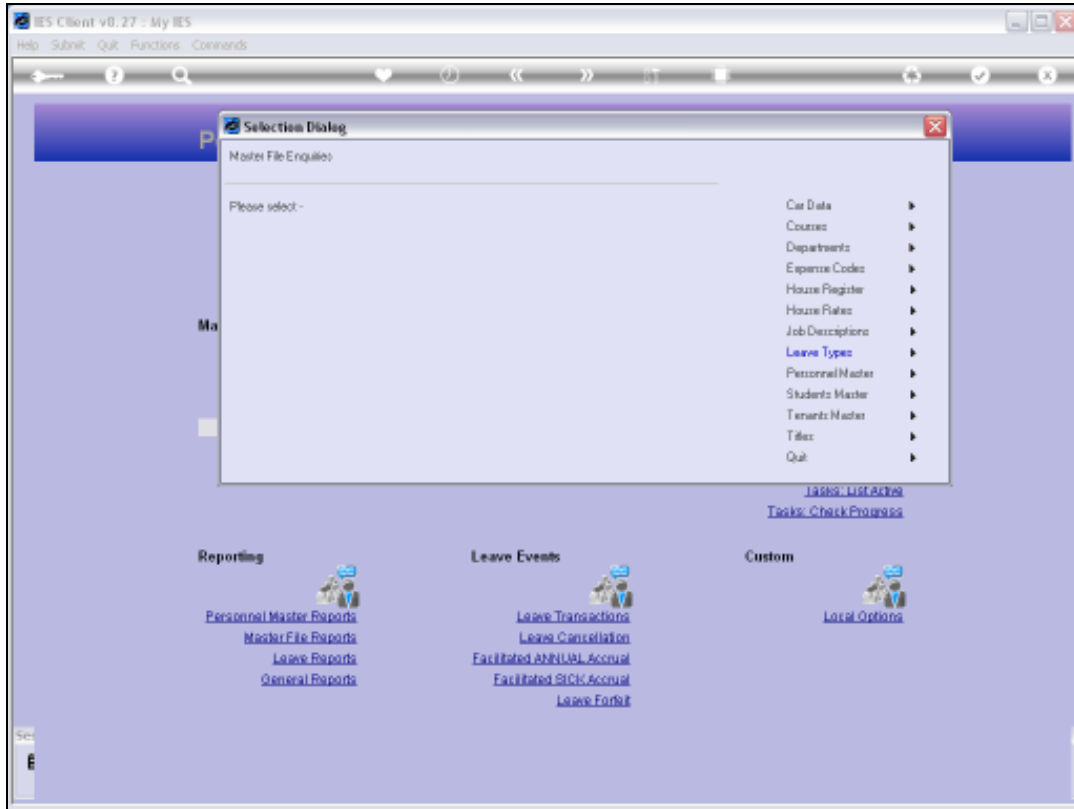 IES Client v8.27 : My IES
Help Submit Quit Functions Commands
Selection Dialog
Master File Enquiries
Please select -
Car Data
Courses
Departments
Expense Codes
House Register
House Rates
Job Descriptions
Leave Types
Personnel Master
Students Master
Tenants Master
Titles
Quit
Ma
Tasks: List Active
Tasks: Check Progress
Reporting
Leave Events
Custom
Personnel Master Reports
Master File Reports
Leave Reports
General Reports
Leave Transactions
Leave Cancellation
Facilitated ANNUAL Accrual
Facilitated SICK Accrual
Leave Forfeit
Local Options